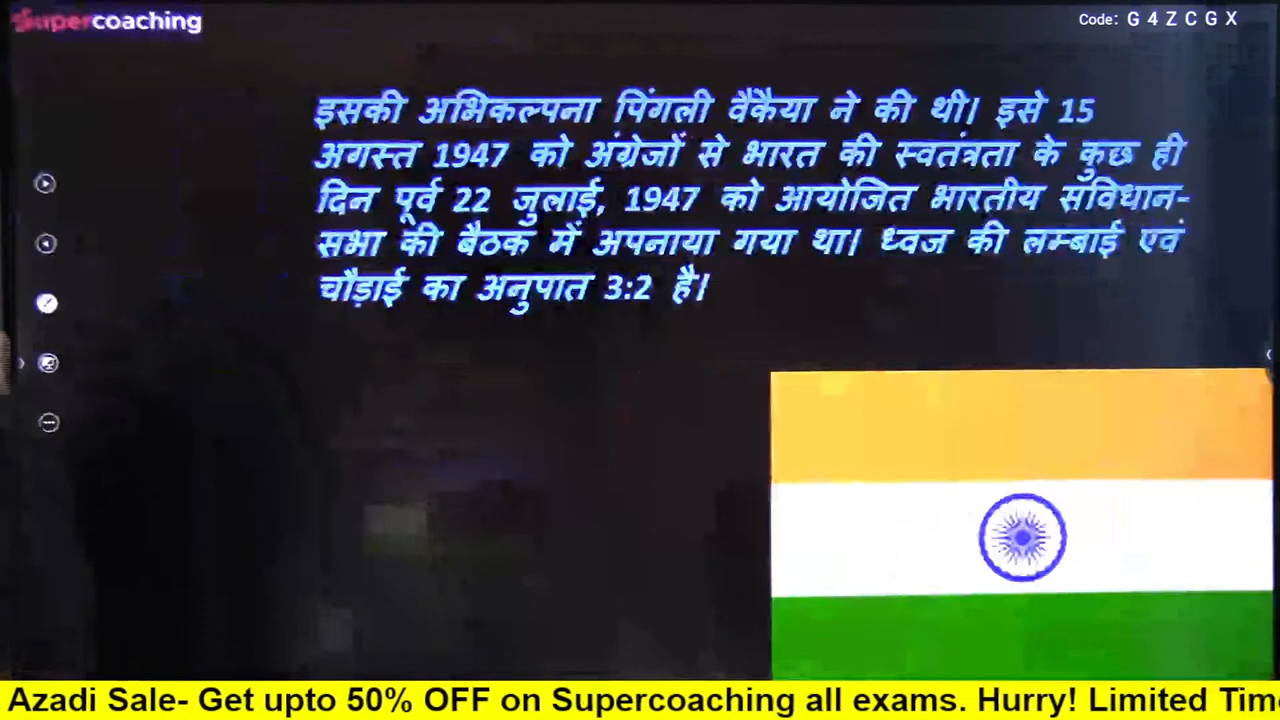 Supercoaching
Code: G4ZCGX
इसकी अभिकल्पना पिंगली वैंकैया ने की थी। इसे 15
अगस्त 1947 को अंग्रेजों से भारत की स्वतंत्रता के कुछ ही
दिन पूर्व 22 जुलाई, 1947 को आयोजित भारतीय संविधान-
सभा की बैठक में अपनाया गया था। ध्वज की लम्बाई एवं
चौड़ाई का अनुपात 3:2 है।
Azadi Sale- Get upto 50% OFF on Supercoaching all exams. Hurry! Limited Tim